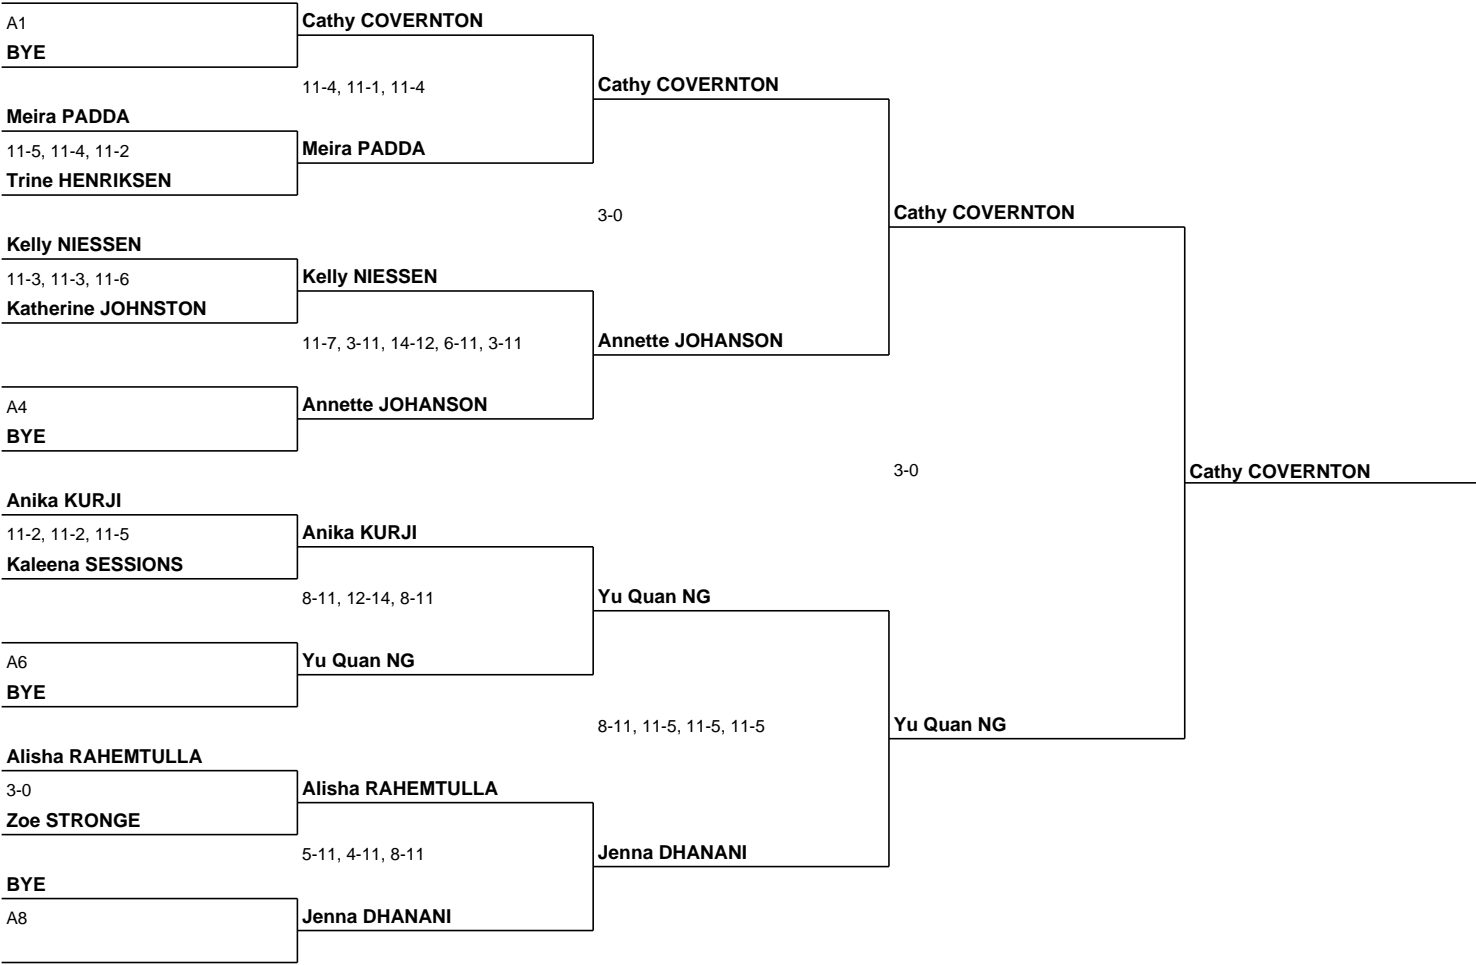 A1
BYE
Cathy COVERNTON
11-4, 11-1, 11-4
Cathy COVERNTON
Meira PADDA
11-5, 11-4, 11-2
Trine HENRIKSEN
Meira PADDA
3-0
Cathy COVERNTON
Kelly NIESSEN
11-3, 11-3, 11-6
Katherine JOHNSTON
Kelly NIESSEN
11-7, 3-11, 14-12, 6-11, 3-11
Annette JOHANSON
A4
BYE
Annette JOHANSON
3-0
Cathy COVERNTON
Anika KURJI
11-2, 11-2, 11-5
Kaleena SESSIONS
Anika KURJI
8-11, 12-14, 8-11
Yu Quan NG
A6
BYE
Yu Quan NG
8-11, 11-5, 11-5, 11-5
Yu Quan NG
Alisha RAHEMTULLA
3-0
Zoe STRONGE
Alisha RAHEMTULLA
5-11, 4-11, 8-11
Jenna DHANANI
BYE
A8
Jenna DHANANI